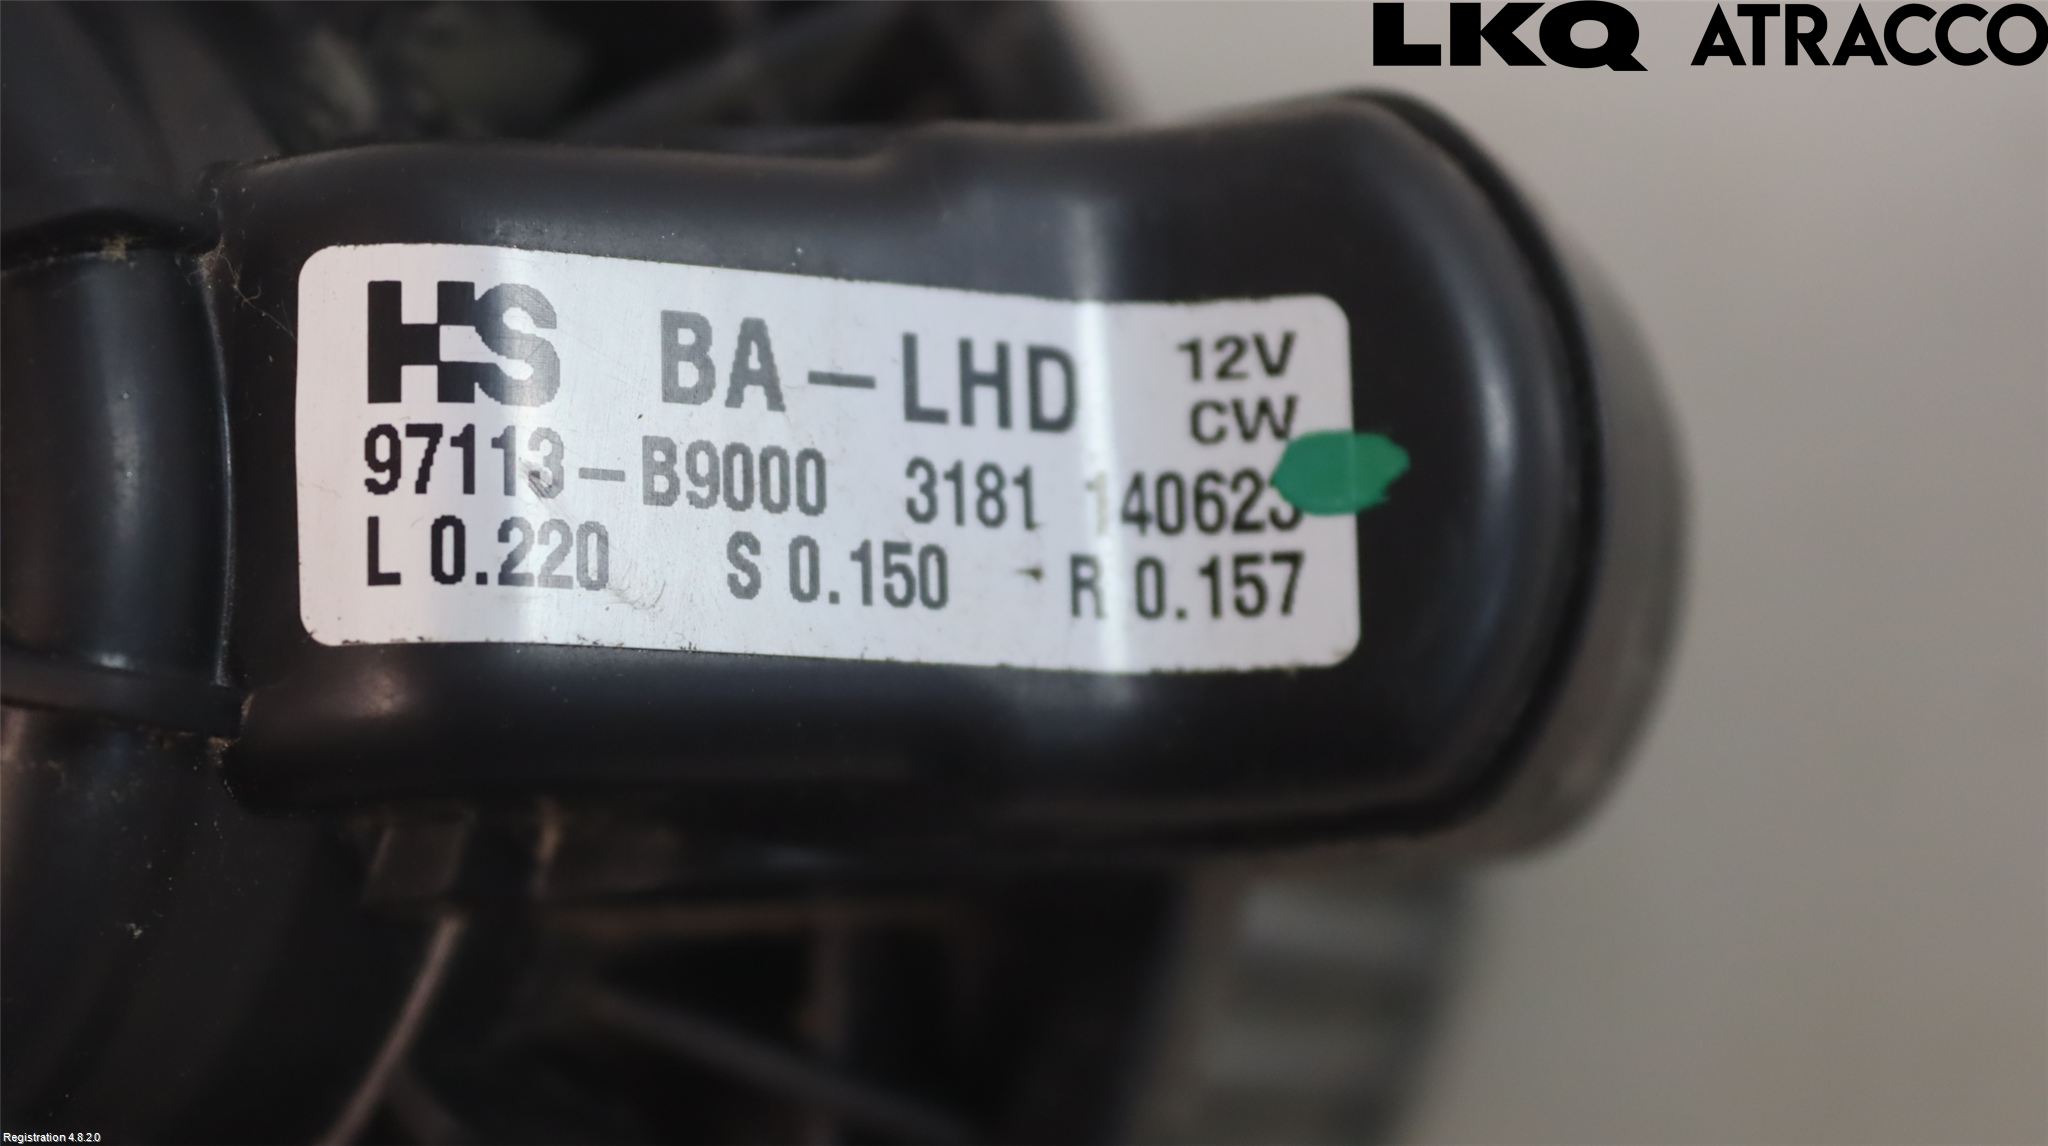 LKQ ATRACCO
HS BA-LHD 12V
CW
97113-B9000 3181 140623
L 0.220 S 0.150 R 0.157
Registration 4.8.2.0